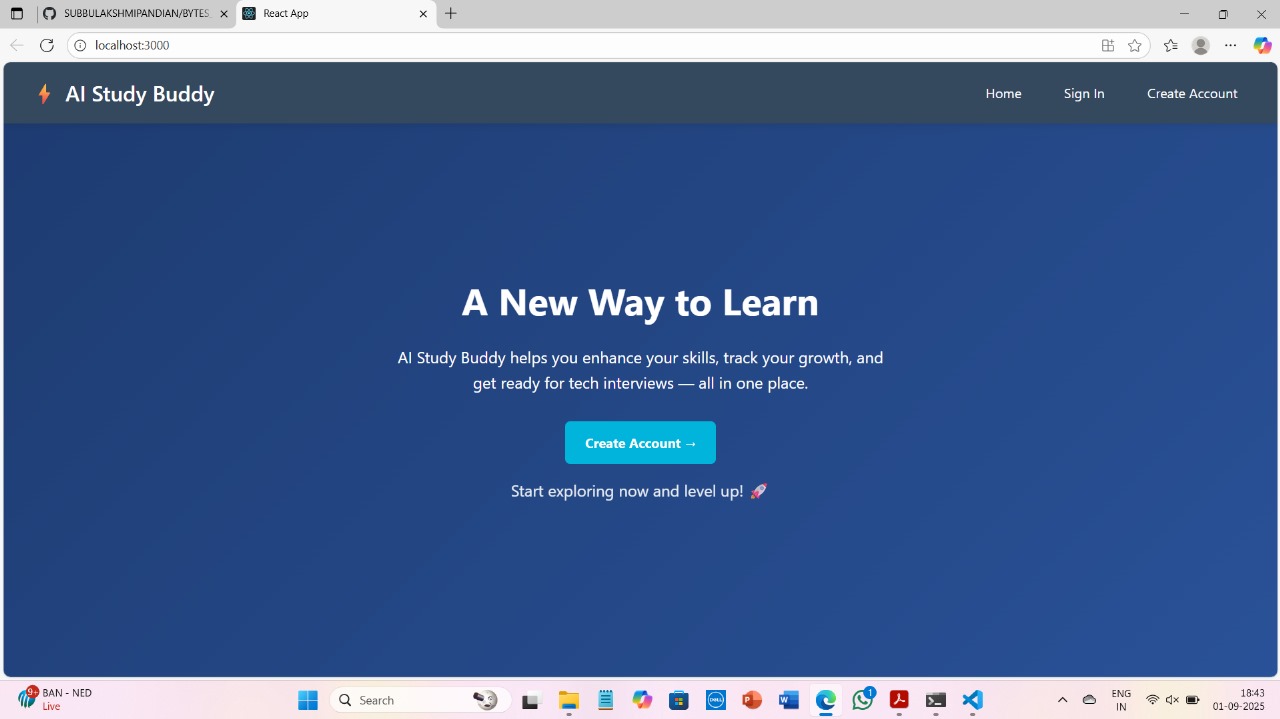 SUBBULAKSHMIPANDIAN/BYTES
React App
localhost:3000
AI Study Buddy
Home
Sign In
Create Account
A New Way to Learn
AI Study Buddy helps you enhance your skills, track your growth, and
get ready for tech interviews — all in one place.
Create Account →
Start exploring now and level up! 🚀
9+
BAN - NED
Live
Search
DELL
1
ENG
IN
18:43
01-09-2025